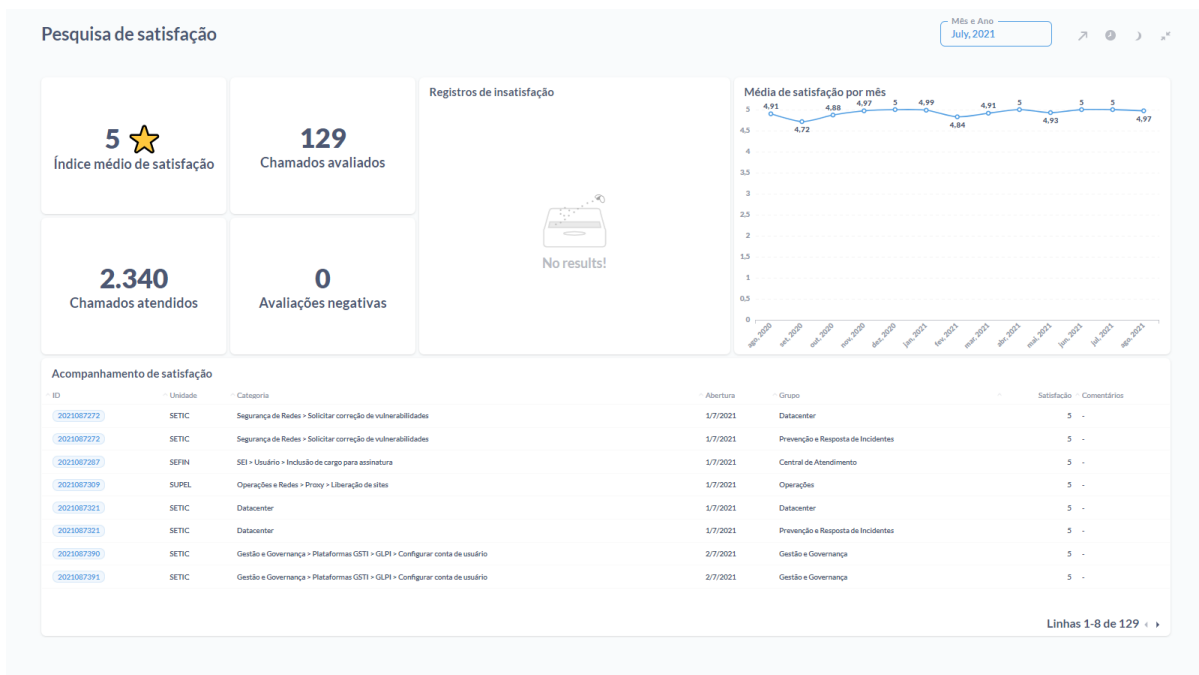 Pesquisa de satisfação
Mês e Ano
July, 2021
5
Índice médio de satisfação
129
Chamados avaliados
2.340
Chamados atendidos
0
Avaliações negativas
Registros de insatisfação
No results!
Média de satisfação por mês
5
4,5
4
3,5
3
2,5
2
1,5
1
0,5
0
4,91 4,72 4,88 4,97 5 4,99 4,84 4,91 5 4,93 5 5 4,97
ago, 2020 set, 2020 out, 2020 nov, 2020 dez, 2020 jan, 2021 fev, 2021 mar, 2021 abr, 2021 mai, 2021 jun, 2021 jul, 2021 ago, 2021
Acompanhamento de satisfação
ID Unidade Categoria Abertura Grupo Satisfação Comentários
2021087272 SETIC Segurança de Redes > Solicitar correção de vulnerabilidades 1/7/2021 Datacenter 5 -
2021087272 SETIC Segurança de Redes > Solicitar correção de vulnerabilidades 1/7/2021 Prevenção e Resposta de Incidentes 5 -
2021087287 SEFIN SEI > Usuário > Inclusão de cargo para assinatura 1/7/2021 Central de Atendimento 5 -
2021087309 SUPEL Operações e Redes > Proxy > Liberação de sites 1/7/2021 Operações 5 -
2021087321 SETIC Datacenter 1/7/2021 Datacenter 5 -
2021087321 SETIC Datacenter 1/7/2021 Prevenção e Resposta de Incidentes 5 -
2021087390 SETIC Gestão e Governança > Plataformas GSTI > GLPI > Configurar conta de usuário 2/7/2021 Gestão e Governança 5 -
2021087391 SETIC Gestão e Governança > Plataformas GSTI > GLPI > Configurar conta de usuário 2/7/2021 Gestão e Governança 5 -
Linhas 1-8 de 129